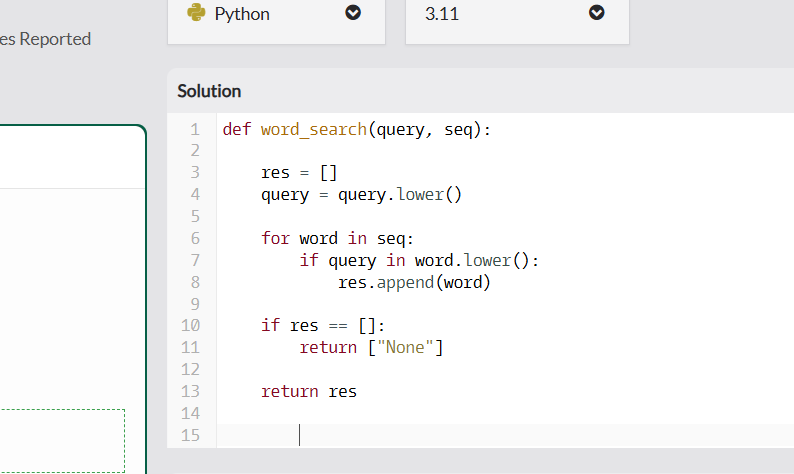 Python
3.11
es Reported
Solution
1 def word_search(query, seq):
2
3     res = []
4     query = query.lower()
5
6     for word in seq:
7         if query in word.lower():
8             res.append(word)
9
10     if res == []:
11         return ["None"]
12
13     return res
14
15